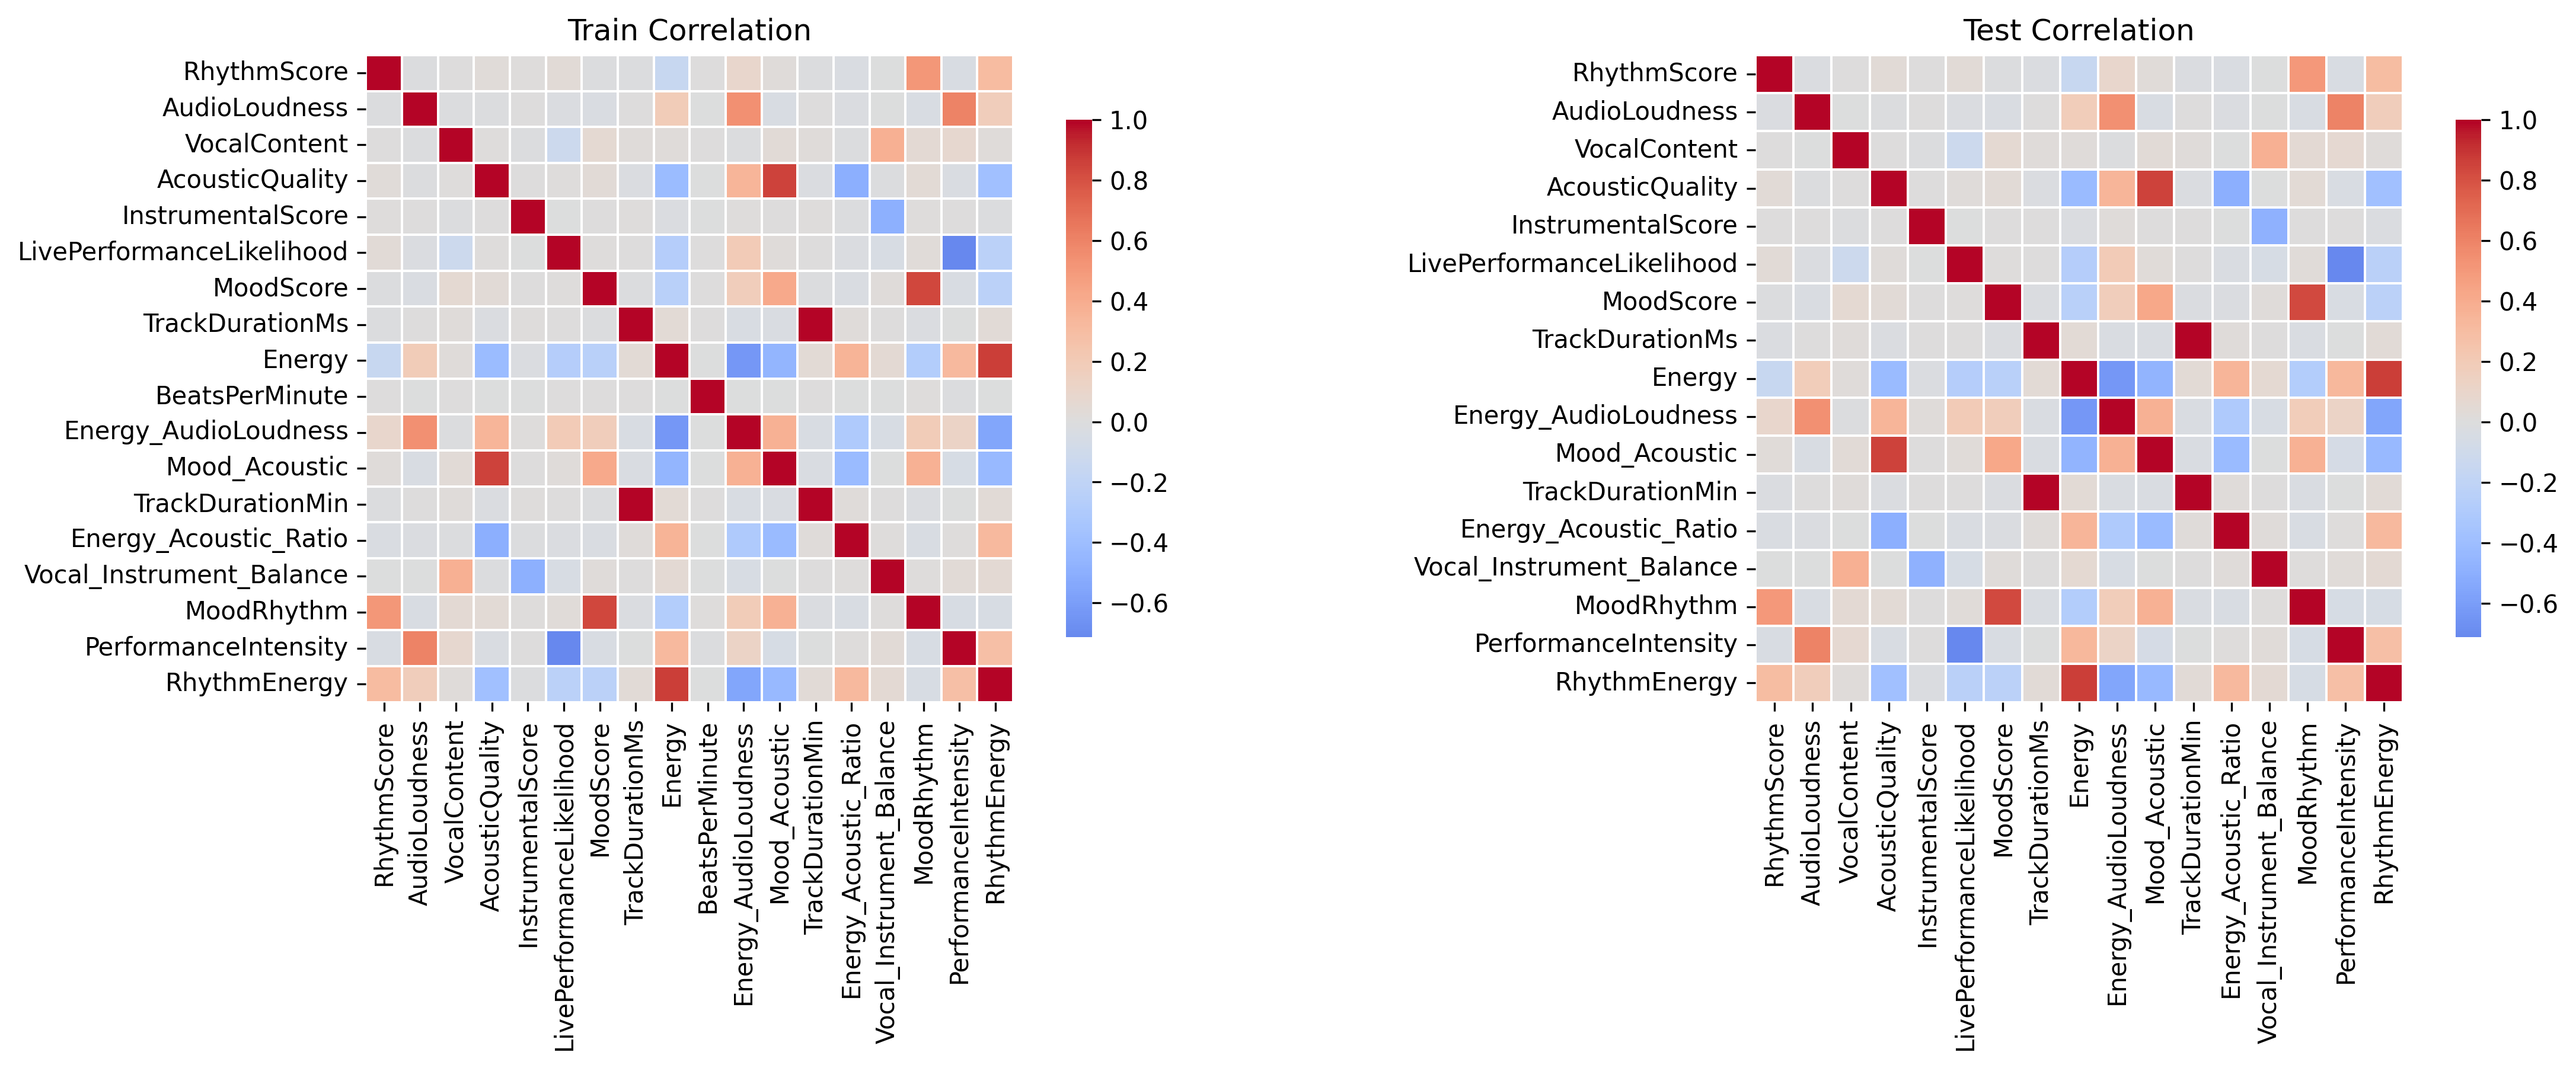 Train Correlation
RhythmScore
AudioLoudness
VocalContent
AcousticQuality
InstrumentalScore
LivePerformanceLikelihood
MoodScore
TrackDurationMs
Energy
BeatsPerMinute
Energy_AudioLoudness
Mood_Acoustic
TrackDurationMin
Energy_Acoustic_Ratio
Vocal_Instrument_Balance
MoodRhythm
PerformanceIntensity
RhythmEnergy
RhythmScore
AudioLoudness
VocalContent
AcousticQuality
InstrumentalScore
LivePerformanceLikelihood
MoodScore
TrackDurationMs
Energy
BeatsPerMinute
Energy_AudioLoudness
Mood_Acoustic
TrackDurationMin
Energy_Acoustic_Ratio
Vocal_Instrument_Balance
MoodRhythm
PerformanceIntensity
RhythmEnergy
1.0
0.8
0.6
0.4
0.2
0.0
−0.2
−0.4
−0.6
Test Correlation
RhythmScore
AudioLoudness
VocalContent
AcousticQuality
InstrumentalScore
LivePerformanceLikelihood
MoodScore
TrackDurationMs
Energy
Energy_AudioLoudness
Mood_Acoustic
TrackDurationMin
Energy_Acoustic_Ratio
Vocal_Instrument_Balance
MoodRhythm
PerformanceIntensity
RhythmEnergy
RhythmScore
AudioLoudness
VocalContent
AcousticQuality
InstrumentalScore
LivePerformanceLikelihood
MoodScore
TrackDurationMs
Energy
Energy_AudioLoudness
Mood_Acoustic
TrackDurationMin
Energy_Acoustic_Ratio
Vocal_Instrument_Balance
MoodRhythm
PerformanceIntensity
RhythmEnergy
1.0
0.8
0.6
0.4
0.2
0.0
−0.2
−0.4
−0.6